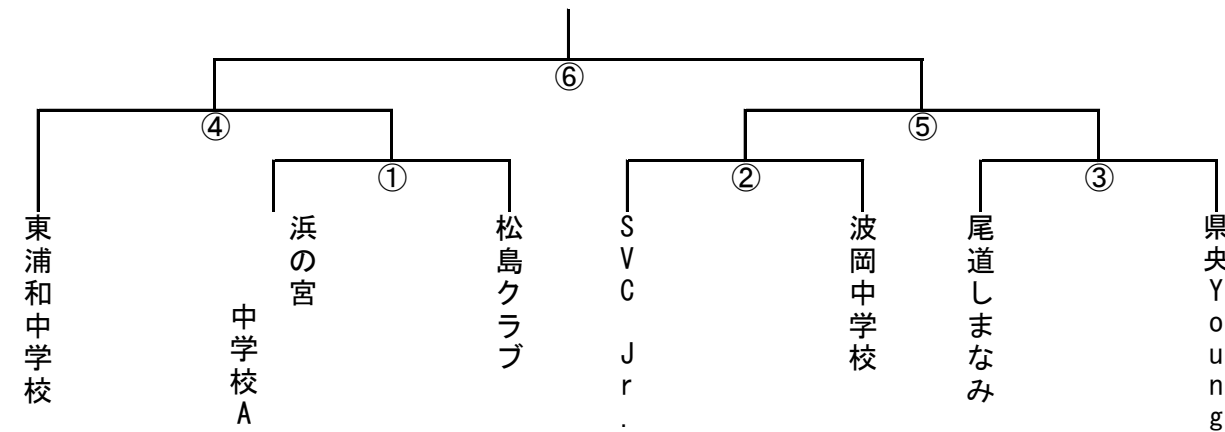 ⑥
④
⑤
①
②
③
東浦和中学校
浜の宮
中学校A
松島クラブ
SVC Jr.
波岡中学校
尾道しまなみ
県央Young